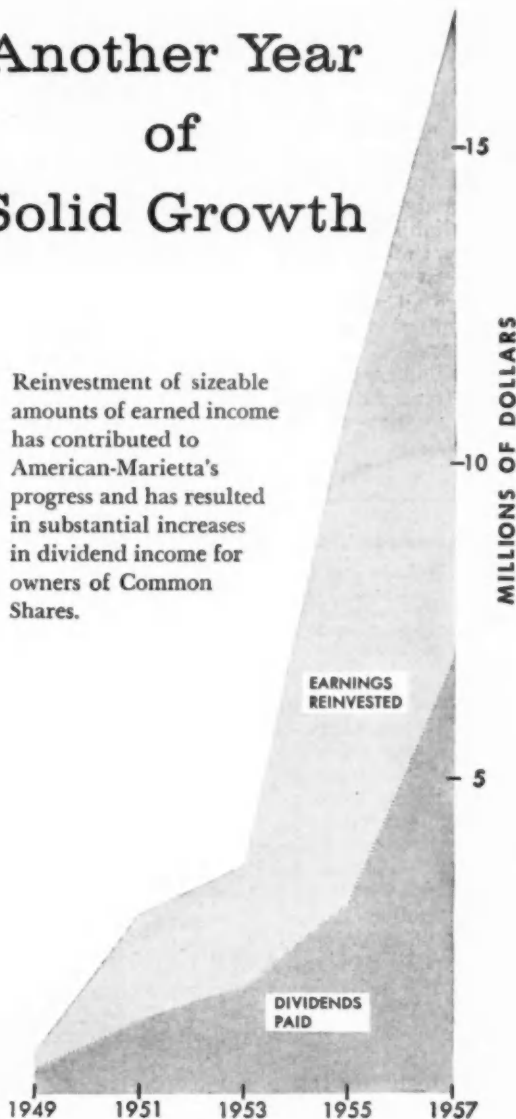 Another Year
of
Solid Growth
Reinvestment of sizeable
amounts of earned income
has contributed to
American-Marietta's
progress and has resulted
in substantial increases
in dividend income for
owners of Common
Shares.
15
10
5
MILLIONS OF DOLLARS
EARNINGS
REINVESTED
DIVIDENDS
PAID
1949 1951 1953 1955 1957